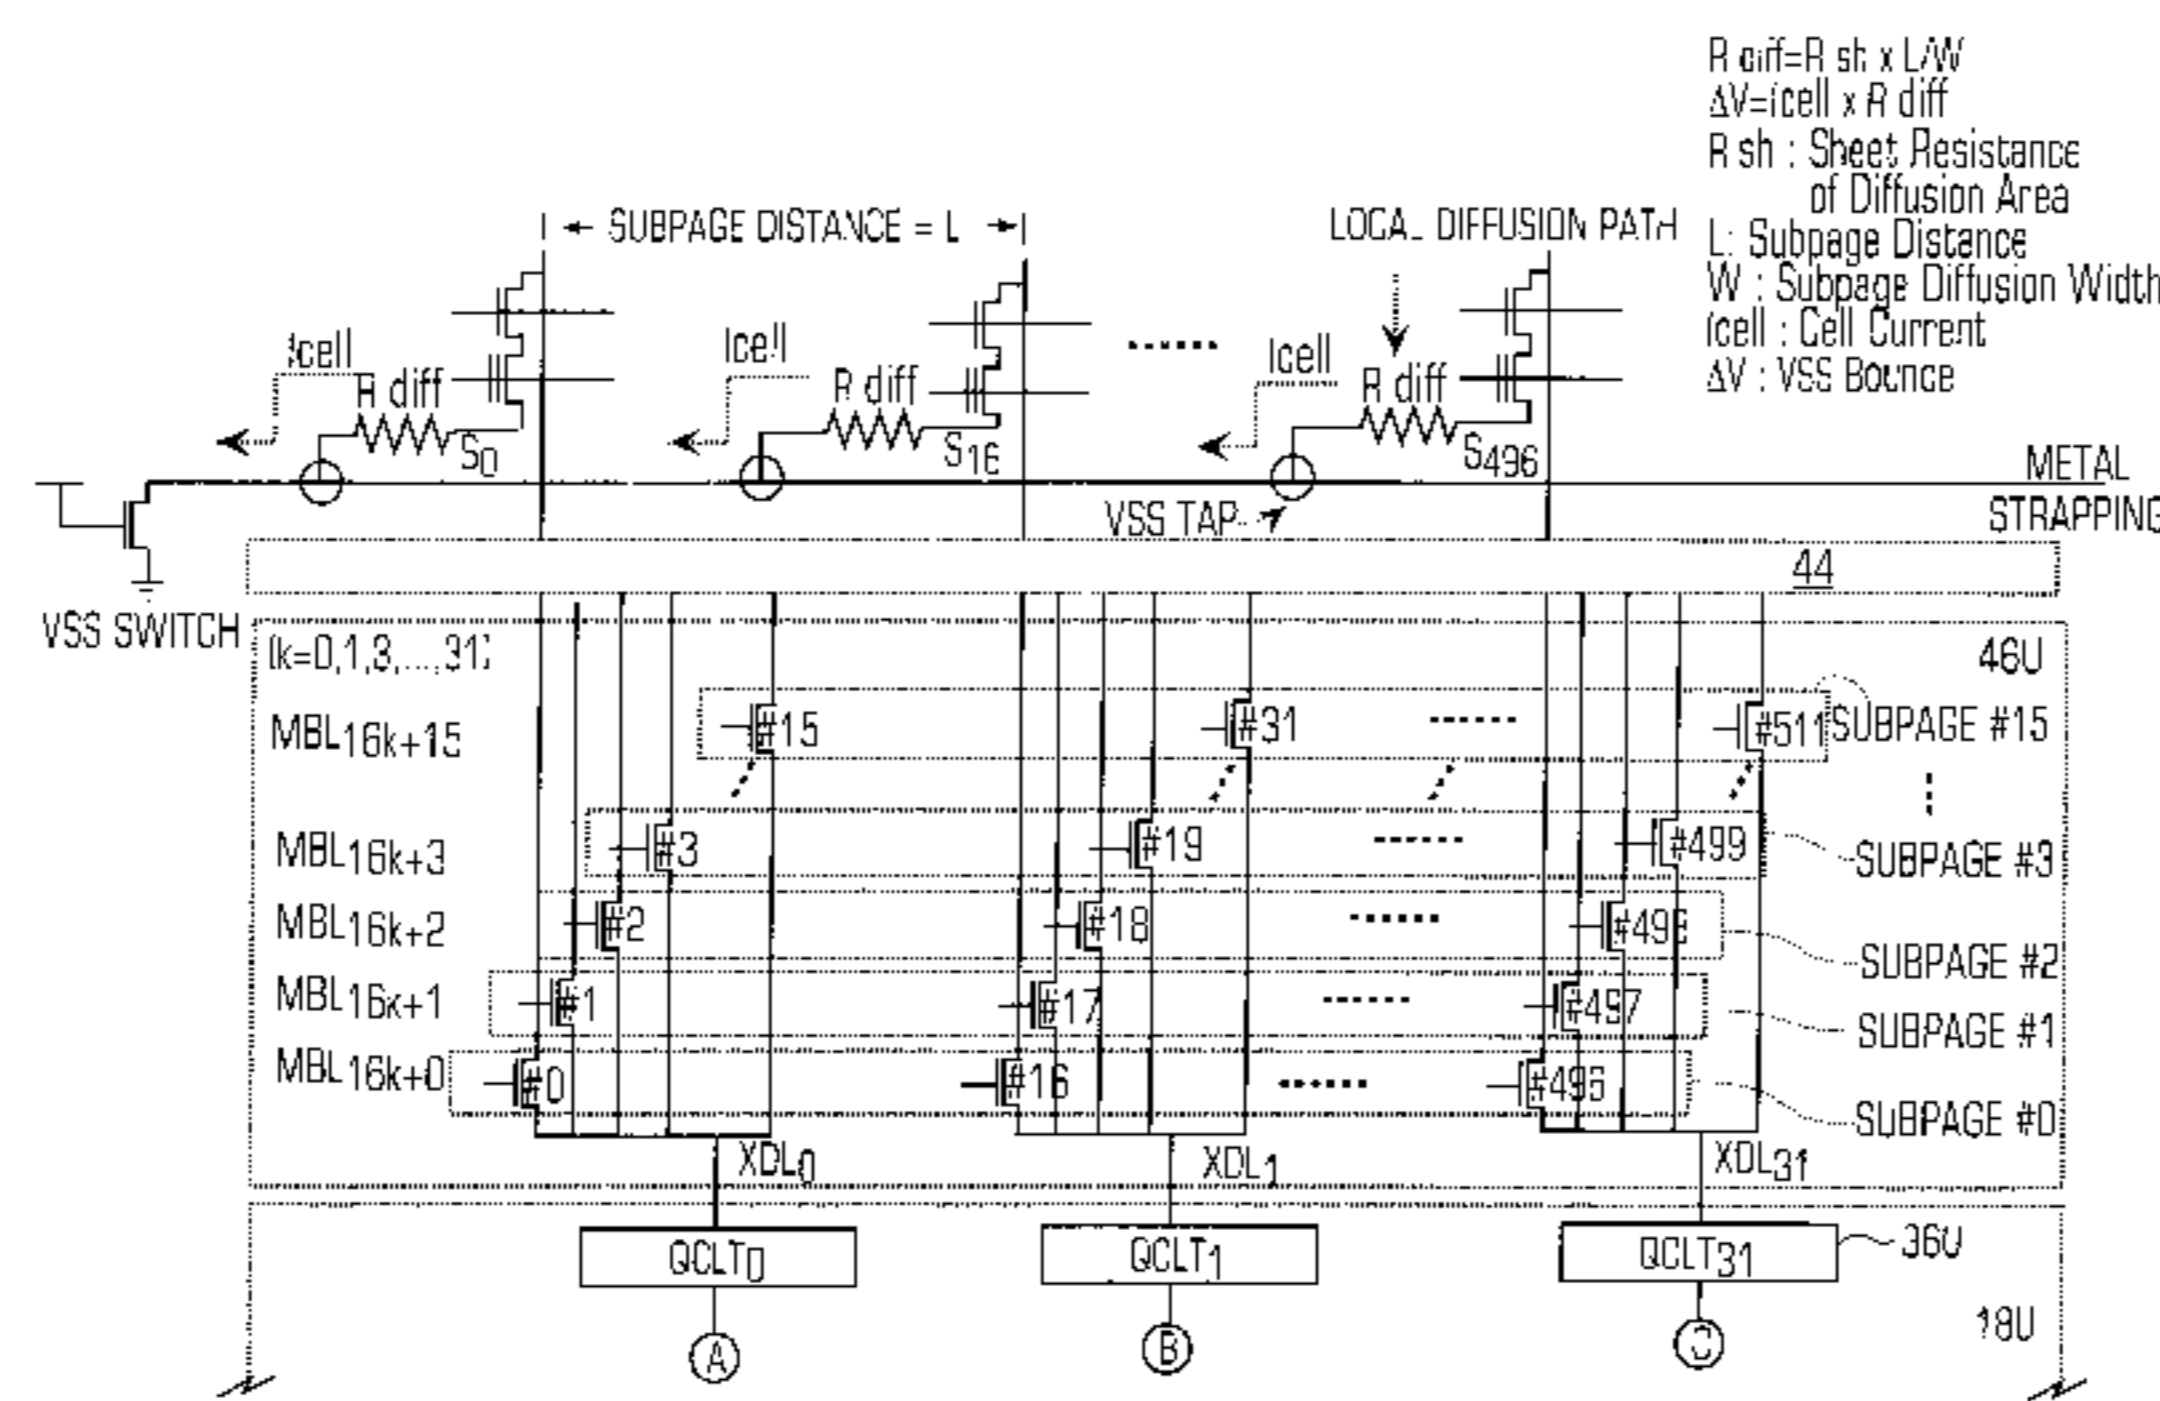 R diff=R sh x L/W
ΔV=icell x R diff
R sh : Sheet Resistance
of Diffusion Area
L: Subpage Distance
W : Subpage Diffusion Width
Icell : Cell Current
ΔV : VSS Bounce
SUBPAGE DISTANCE = L
LOCAL DIFFUSION PATH
Icell
R diff
S0
Icell
R diff
S16
Icell
R diff
S496
METAL
STRAPPING
VSS TAP
VSS SWITCH
44
(k=0,1,3,...,31)
46U
MBL16k+15
#15
#31
#511
SUBPAGE #15
MBL16k+3
#3
#19
#499
SUBPAGE #3
MBL16k+2
#2
#18
#498
SUBPAGE #2
MBL16k+1
#1
#17
#497
SUBPAGE #1
MBL16k+0
#0
#16
#496
SUBPAGE #0
XDL0
XDL1
XDL31
QCLT0
QCLT1
QCLT31
36U
A
B
C
18U